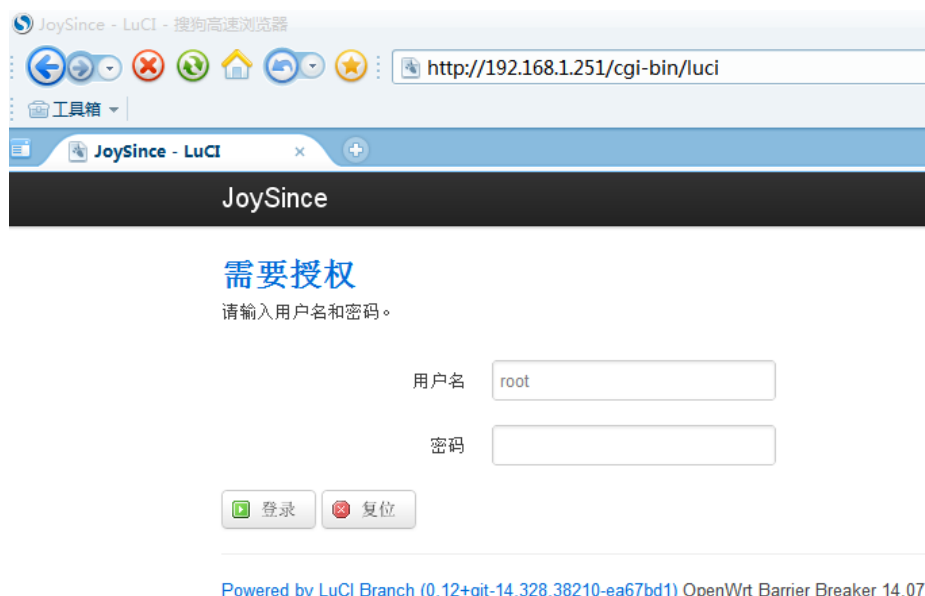 JoySince - LuCI - 搜狗高速浏览器
http://192.168.1.251/cgi-bin/luci
工具箱
JoySince - LuCI
JoySince
需要授权
请输入用户名和密码。
用户名 root
密码
登录 复位
Powered by LuCI Branch (0.12+git-14.328.38210-ea67bd1) OpenWrt Barrier Breaker 14.07